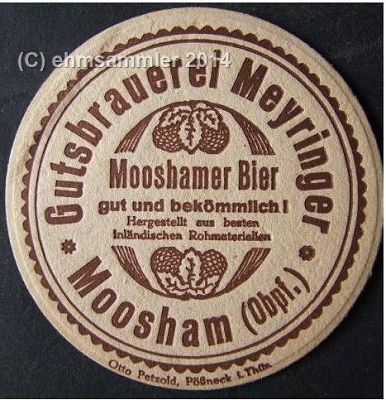 (C) ehmsammler 2014
Gutsbrauerei Meyringer
Mooshamer Bier
gut und bekömmlich!
Hergestellt aus besten
inländischen Rohmaterialien
Moosham (Obpf.)
Otto Petzold, Pößneck i. Thür.